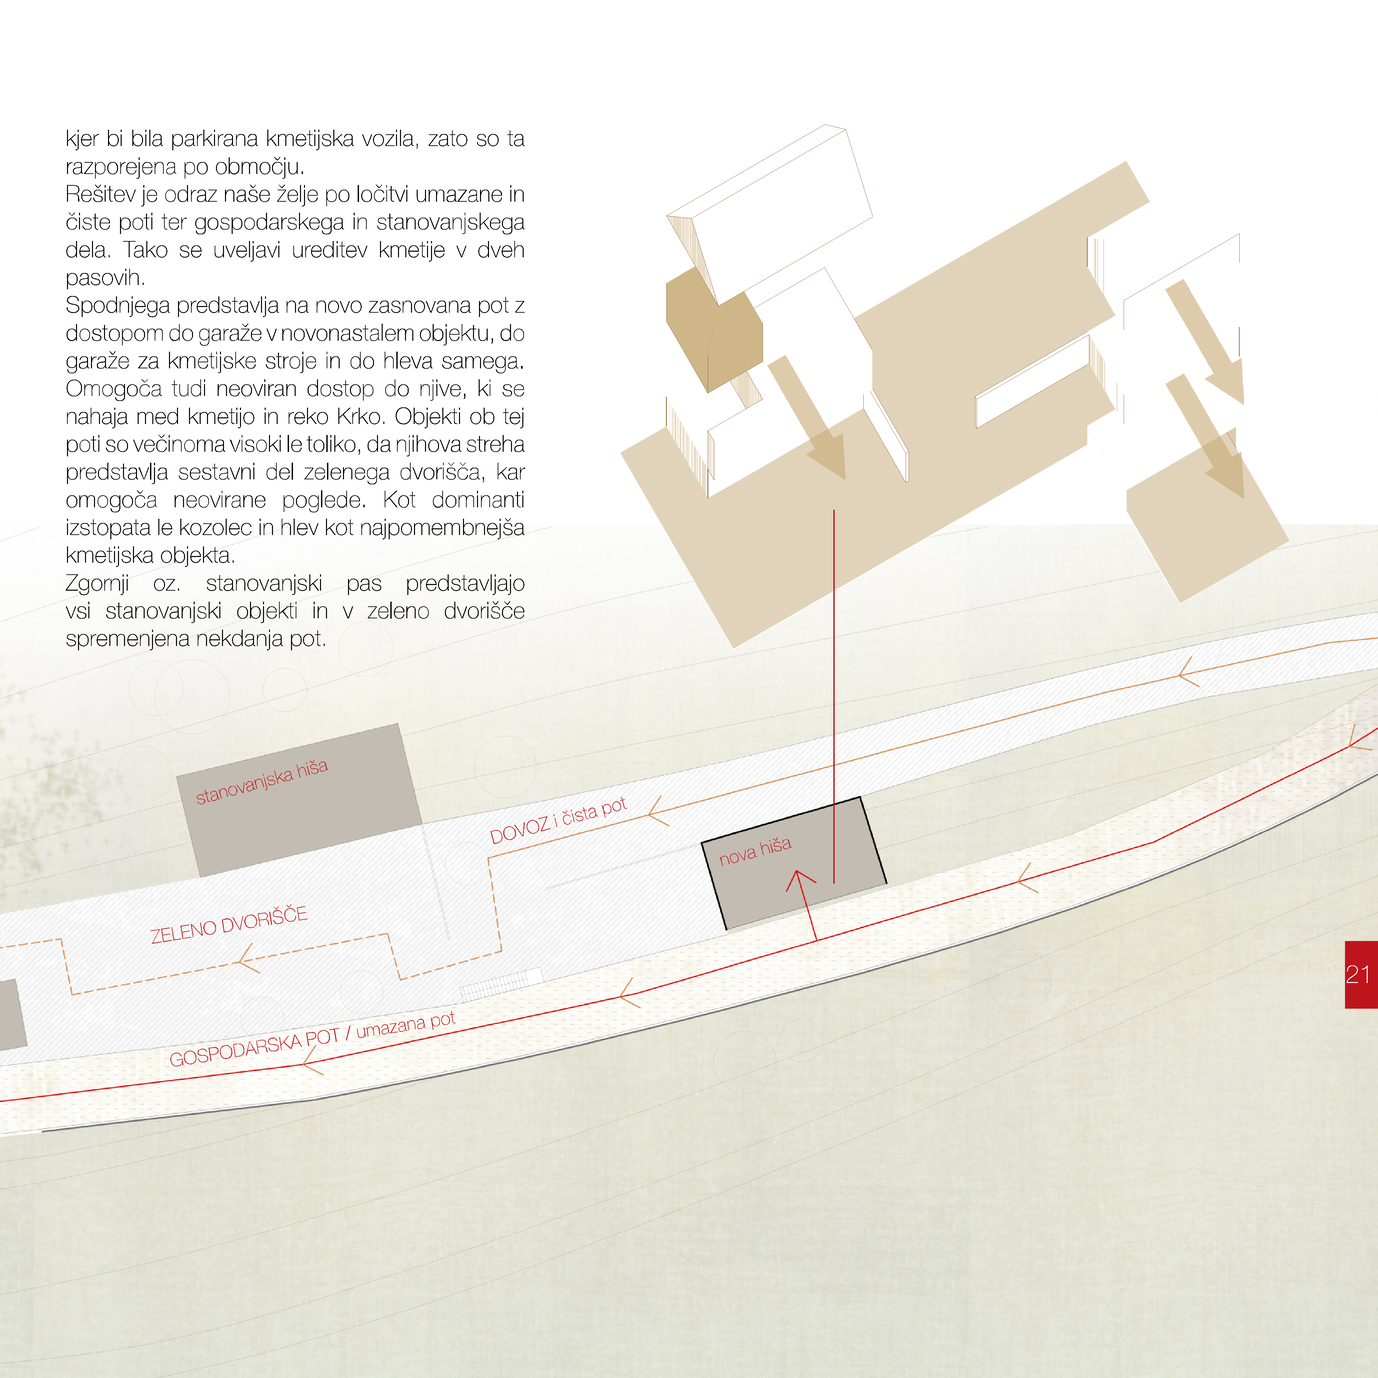 kjer bi bila parkirana kmetijska vozila, zato so ta
razporejena po območju.
Rešitev je odraz naše želje po ločitvi umazane in
čiste poti ter gospodarskega in stanovanjskega
dela. Tako se uveljavi ureditev kmetije v dveh
pasovih.
Spodnjega predstavlja na novo zasnovana pot z
dostopom do garaže v novonastalem objektu, do
garaže za kmetijske stroje in do hleva samega.
Omogoča tudi neoviran dostop do njive, ki se
nahaja med kmetijo in reko Krko. Objekti ob tej
poti so večinoma visoki le toliko, da njihova streha
predstavlja sestavni del zelenega dvorišča, kar
omogoča neovirane poglede. Kot dominanti
izstopata le kozolec in hlev kot najpomembnejša
kmetijska objekta.
Zgornji oz. stanovanjski pas predstavljajo
vsi stanovanjski objekti in v zeleno dvorišče
spremenjena nekdanja pot.
stanovanjska hiša
DOVOZ i čista pot
nova hiša
ZELENO DVORIŠČE
21
GOSPODARSKA POT / umazana pot